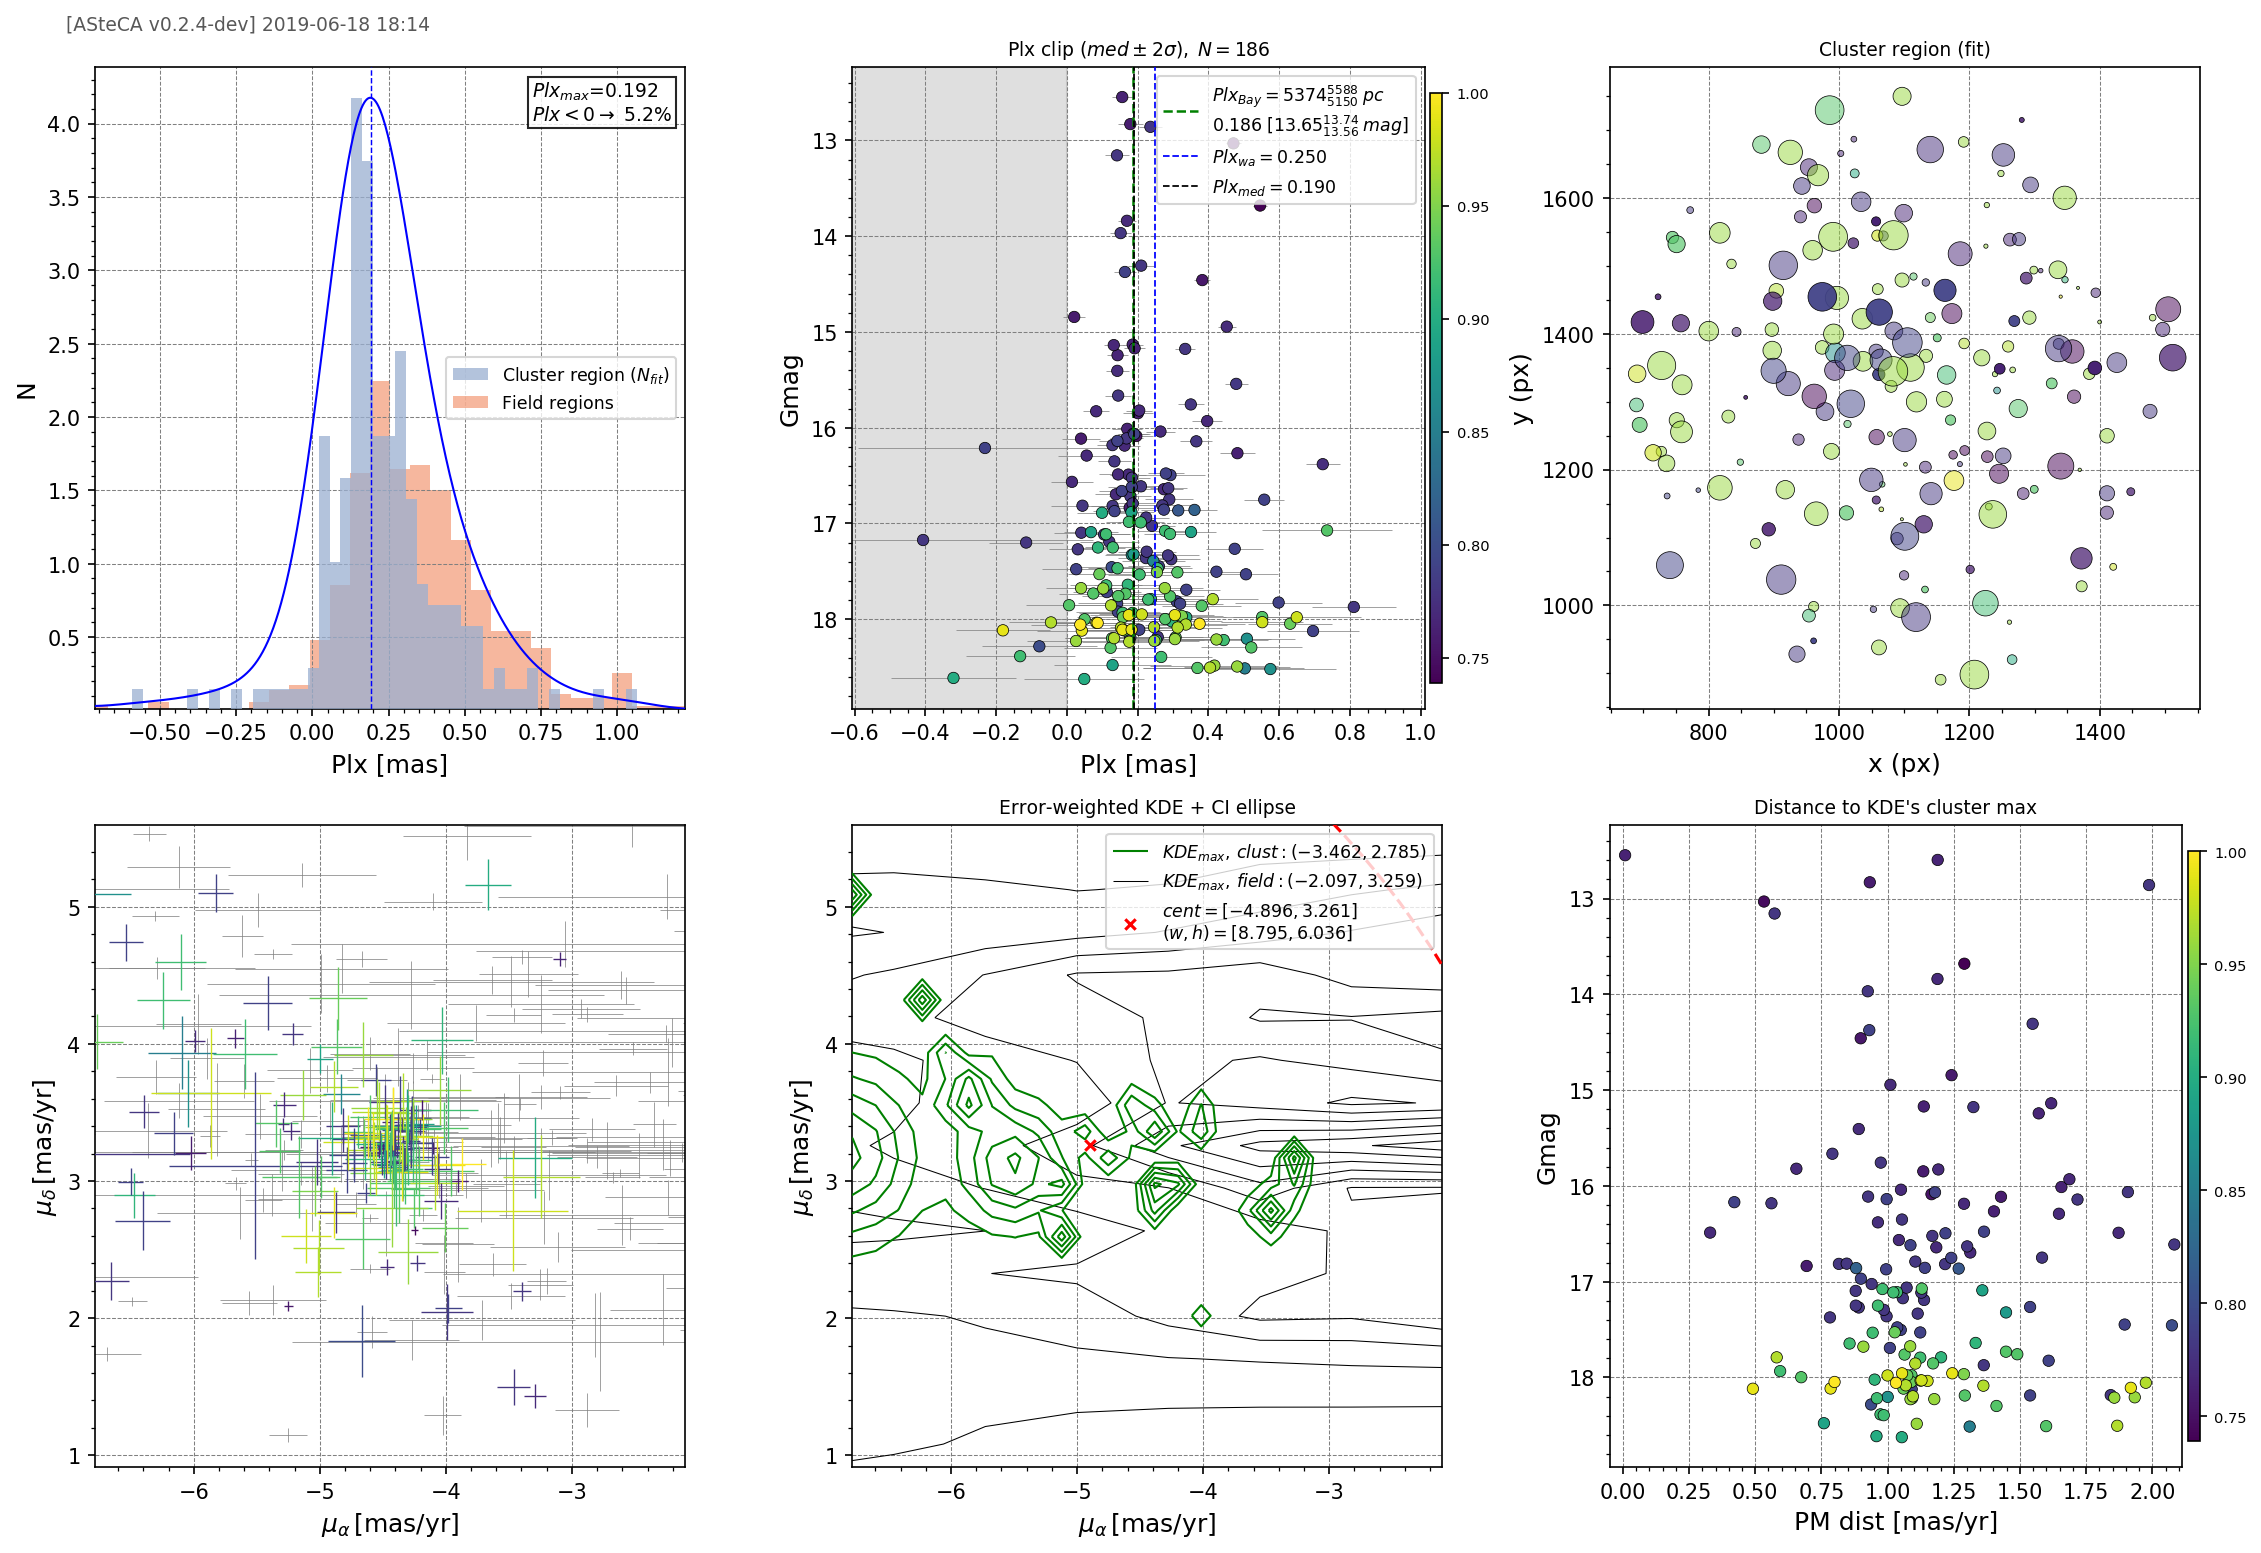 [ASteCA v0.2.4-dev] 2019-06-18 18:14
Plx_max=0.192
Plx < 0 → 5.2%
Cluster region (N_fit)
Field regions
N
4.0
3.5
3.0
2.5
2.0
1.5
1.0
0.5
−0.50 −0.25 0.00 0.25 0.50 0.75 1.00
Plx [mas]
Plx clip (med ± 2σ), N = 186
Plx_Bay = 5374^5588_5150 pc
0.186 [13.65^13.74_13.56 mag]
Plx_wa = 0.250
Plx_med = 0.190
Gmag
13
14
15
16
17
18
−0.6 −0.4 −0.2 0.0 0.2 0.4 0.6 0.8 1.0
Plx [mas]
1.00
0.95
0.90
0.85
0.80
0.75
Cluster region (fit)
y (px)
1600
1400
1200
1000
800 1000 1200 1400
x (px)
μ_δ [mas/yr]
5
4
3
2
1
−6 −5 −4 −3
μ_α [mas/yr]
Error-weighted KDE + CI ellipse
KDE_max, clust : (−3.462, 2.785)
KDE_max, field : (−2.097, 3.259)
cent = [−4.896, 3.261]
(w, h) = [8.795, 6.036]
μ_δ [mas/yr]
5
4
3
2
1
−6 −5 −4 −3
μ_α [mas/yr]
Distance to KDE's cluster max
Gmag
13
14
15
16
17
18
0.00 0.25 0.50 0.75 1.00 1.25 1.50 1.75 2.00
PM dist [mas/yr]
1.00
0.95
0.90
0.85
0.80
0.75